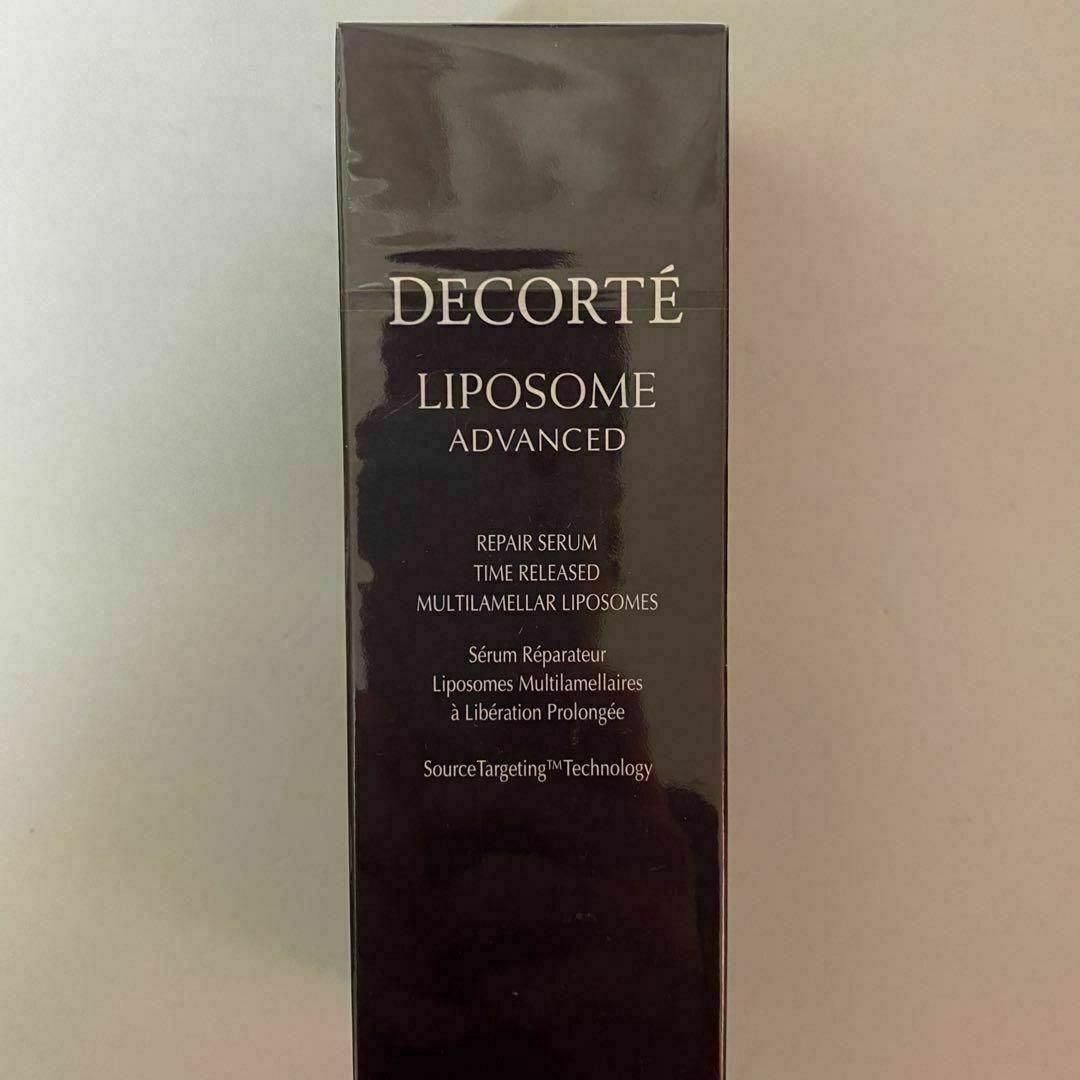 DECORTÉ
LIPOSOME
ADVANCED
REPAIR SERUM
TIME RELEASED
MULTILAMELLAR LIPOSOMES
Sérum Réparateur
Liposomes Multilamellaires
à Libération Prolongée
SourceTargeting™Technology